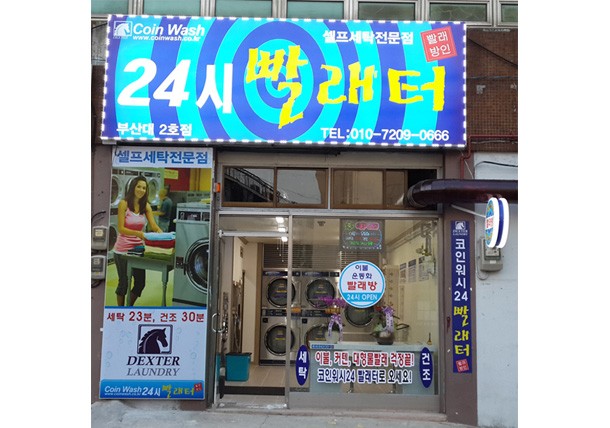 Coin Wash
www.coinwash.co.kr
셀프세탁전문점
빨래
방인
24시 빨래터
부산대 2호점
TEL:010-7209-0666
셀프세탁전문점
세탁 23분, 건조 30분
DEXTER
LAUNDRY
Coin Wash 24시 빨래터
이불
운동화
빨래방
24시 OPEN
세탁
이불, 커텐, 대형물빨래 걱정끝!
코인워시24 빨래터로 오세요!
건조
코인워시24 빨래터